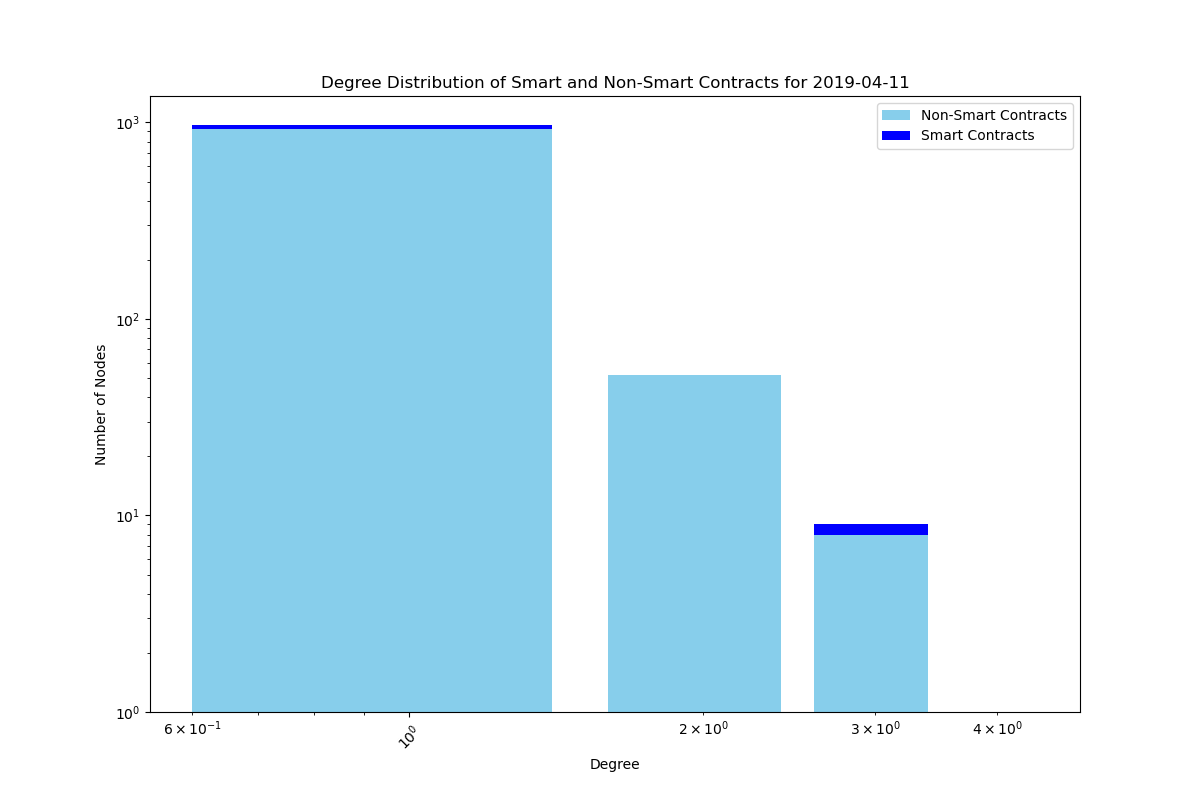 Degree Distribution of Smart and Non-Smart Contracts for 2019-04-11
Non-Smart Contracts
Smart Contracts
Number of Nodes
10³
10²
10¹
10⁰
6 × 10⁻¹
10⁰
2 × 10⁰
3 × 10⁰
4 × 10⁰
Degree